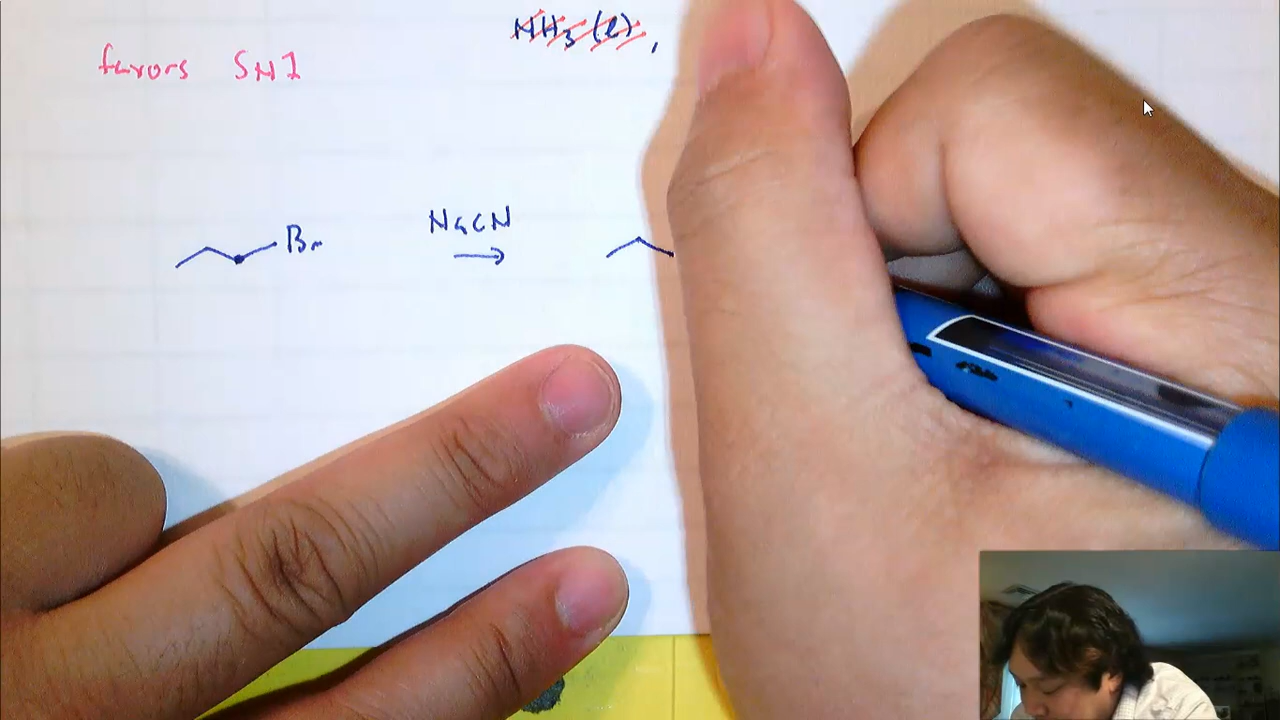 NH₃(l),
favors SN1
NaCN
Br